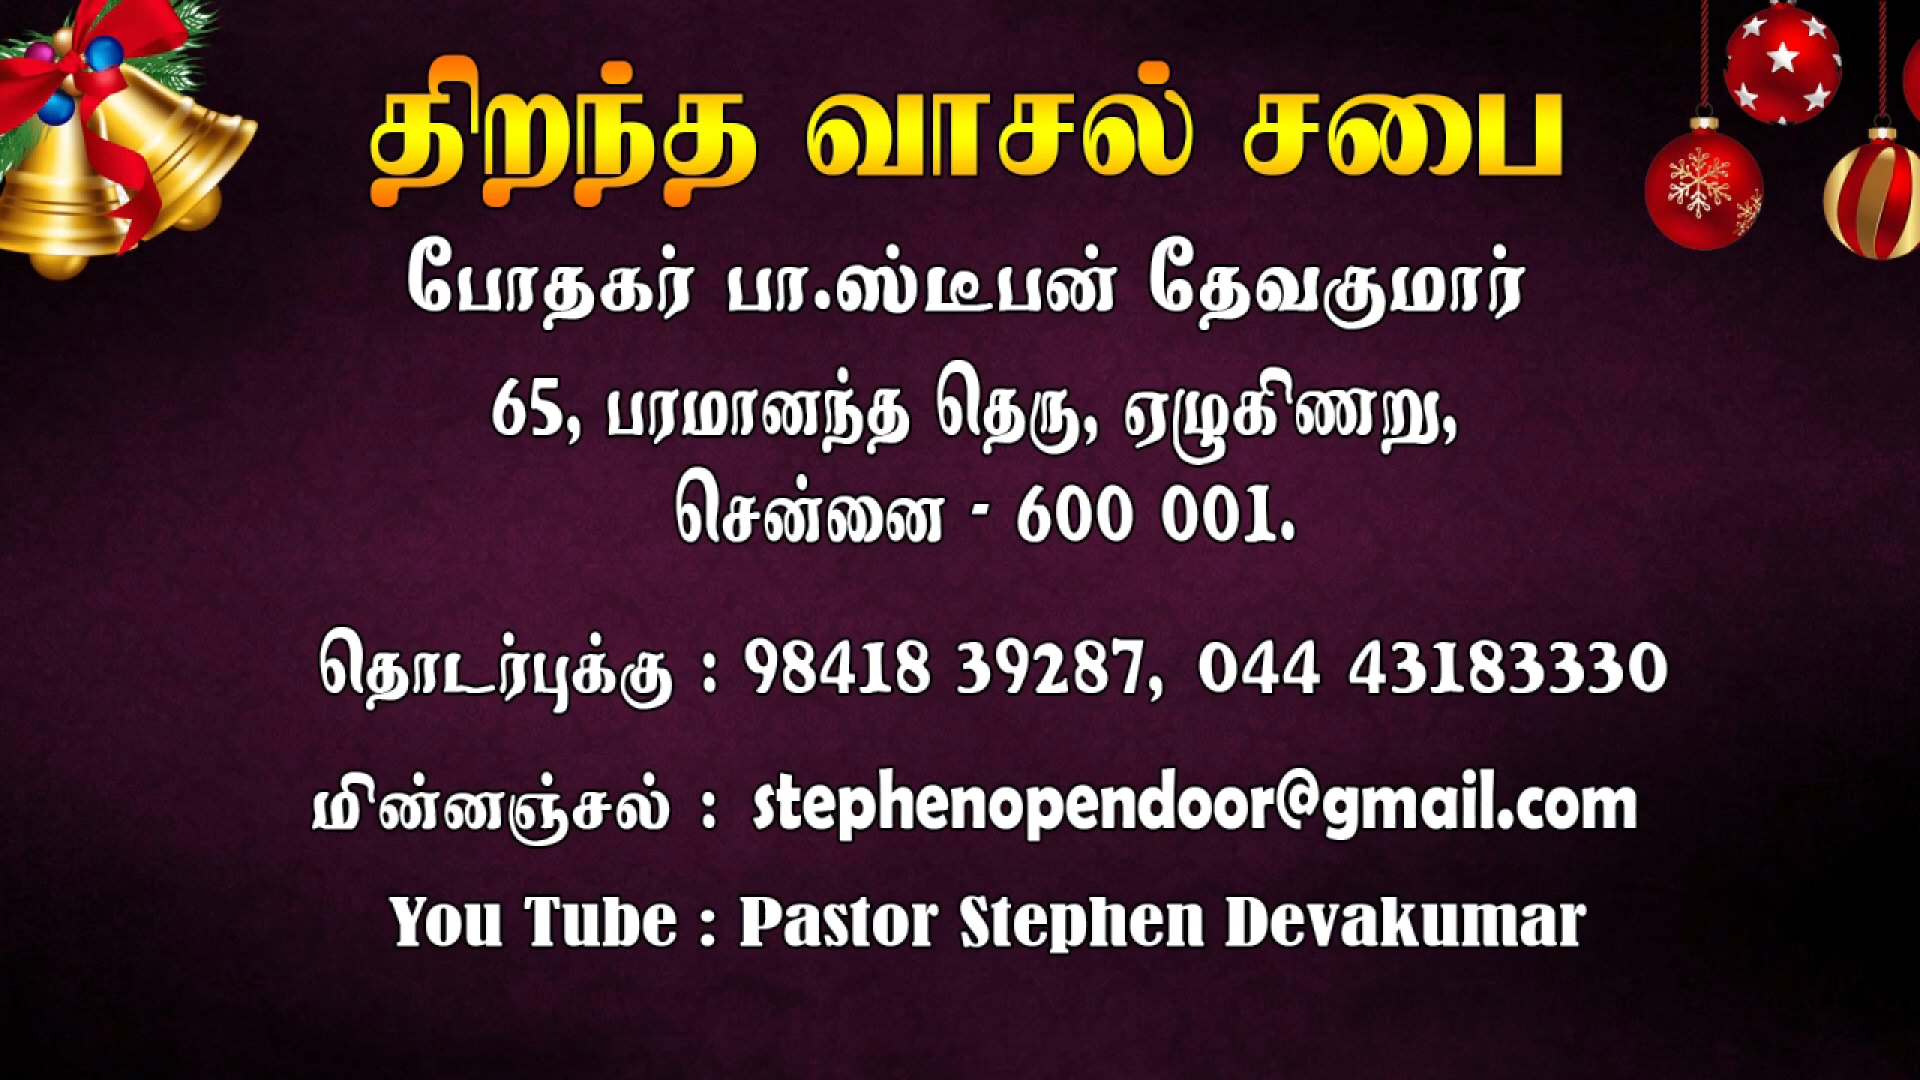 திறந்த வாசல் சபை
போதகர் பா.ஸ்டீபன் தேவகுமார்
65, பரமானந்த தெரு, ஏழுகிணறு,
சென்னை - 600 001.
தொடர்புக்கு : 98418 39287, 044 43183330
மின்னஞ்சல் : stephenopendoor@gmail.com
You Tube : Pastor Stephen Devakumar